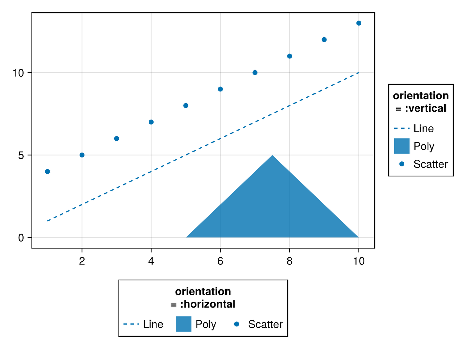 10
5
0
2
4
6
8
10
orientation
= :vertical
Line
Poly
Scatter
orientation
= :horizontal
Line Poly Scatter